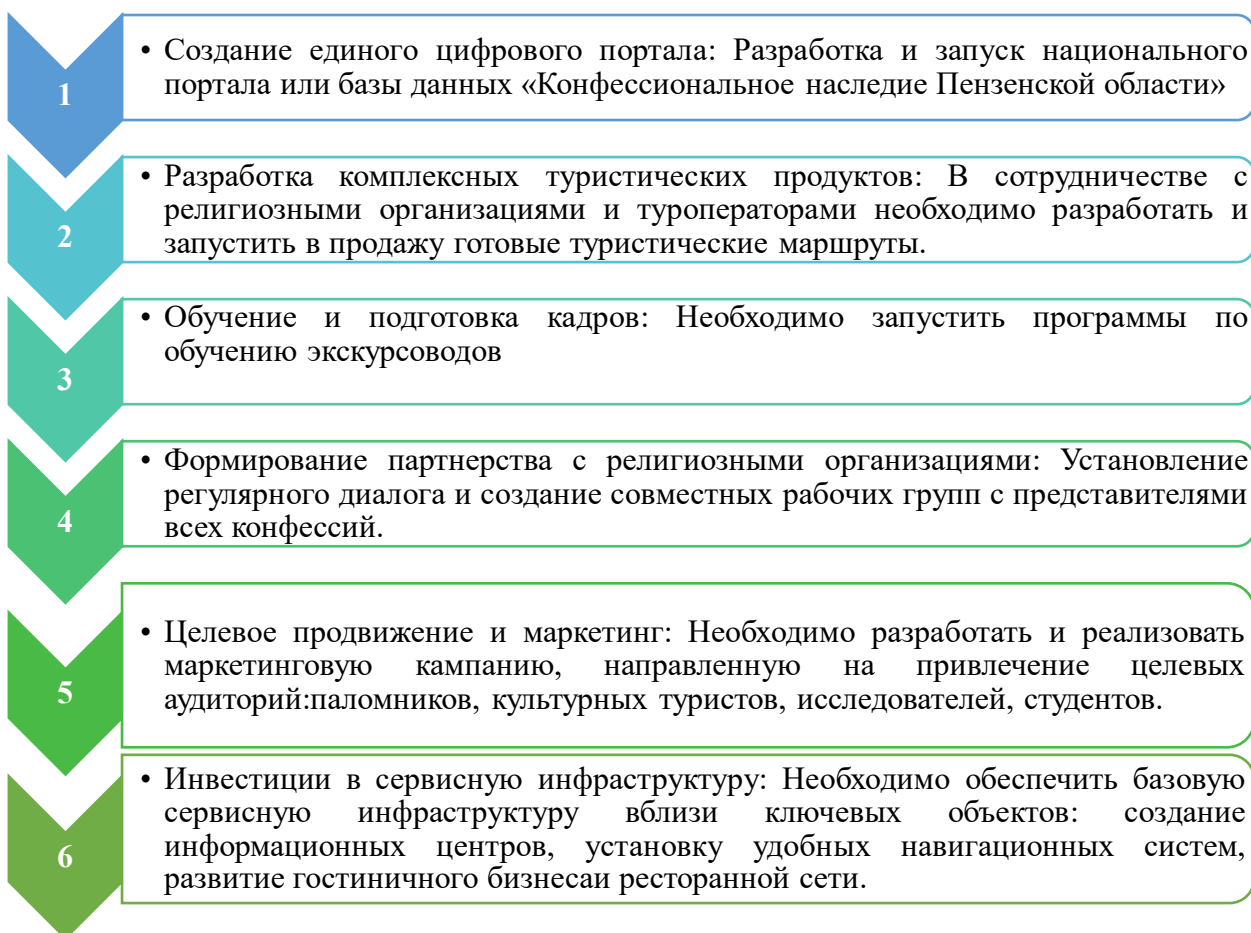 1
• Создание единого цифрового портала: Разработка и запуск национального
портала или базы данных «Конфессиональное наследие Пензенской области»
2
• Разработка комплексных туристических продуктов: В сотрудничестве с
религиозными организациями и туроператорами необходимо разработать и
запустить в продажу готовые туристические маршруты.
3
• Обучение и подготовка кадров: Необходимо запустить программы по
обучению экскурсоводов
4
• Формирование партнерства с религиозными организациями: Установление
регулярного диалога и создание совместных рабочих групп с представителями
всех конфессий.
5
• Целевое продвижение и маркетинг: Необходимо разработать и реализовать
маркетинговую кампанию, направленную на привлечение целевых
аудиторий:паломников, культурных туристов, исследователей, студентов.
6
• Инвестиции в сервисную инфраструктуру: Необходимо обеспечить базовую
сервисную инфраструктуру вблизи ключевых объектов: создание
информационных центров, установку удобных навигационных систем,
развитие гостиничного бизнесаи ресторанной сети.